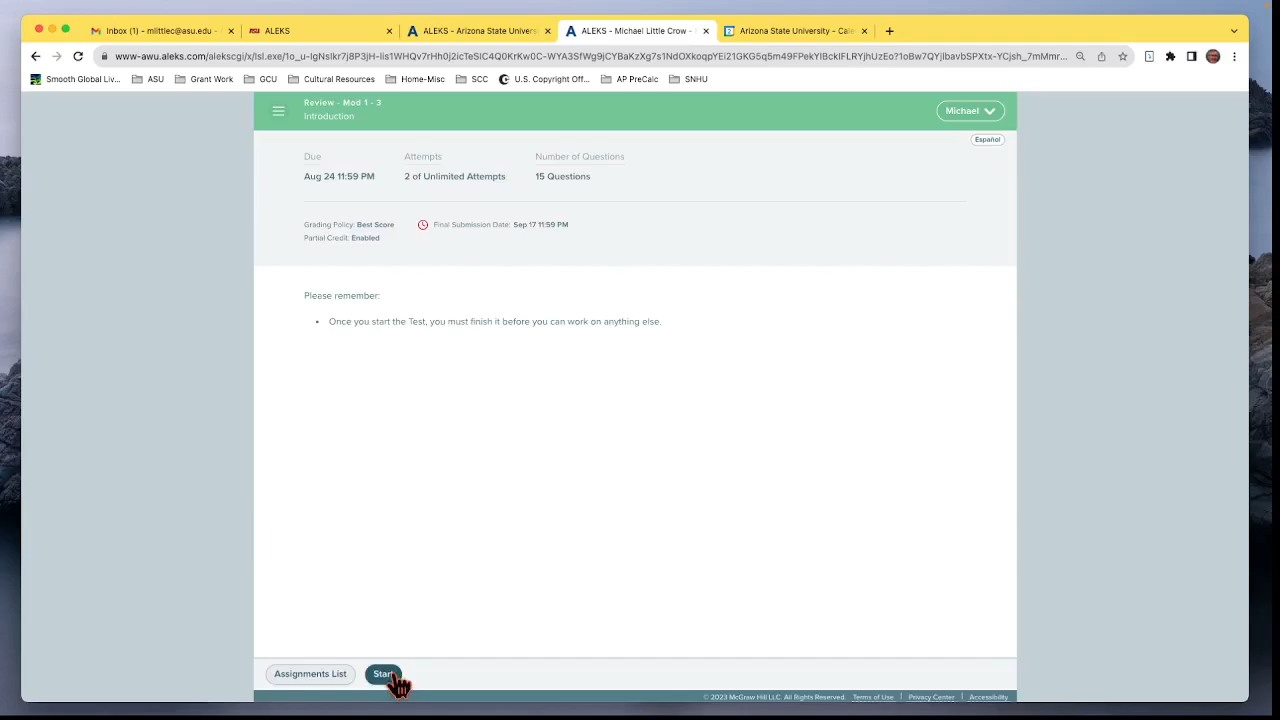 Inbox (1) - mlittlec@asu.edu -
ALEKS
ALEKS - Arizona State Universi
ALEKS - Michael Little Crow -
Arizona State University - Cale
Smooth Global Liv...
ASU
Grant Work
GCU
Cultural Resources
Home-Misc
SCC
U.S. Copyright Off...
AP PreCalc
SNHU
Review - Mod 1 - 3
Introduction
Michael
Español
Due
Attempts
Number of Questions
Aug 24 11:59 PM
2 of Unlimited Attempts
15 Questions
Grading Policy: Best Score
Final Submission Date: Sep 17 11:59 PM
Partial Credit: Enabled
Please remember:
• Once you start the Test, you must finish it before you can work on anything else.
Assignments List
Start
© 2023 McGraw Hill LLC. All Rights Reserved. Terms of Use | Privacy Center | Accessibility